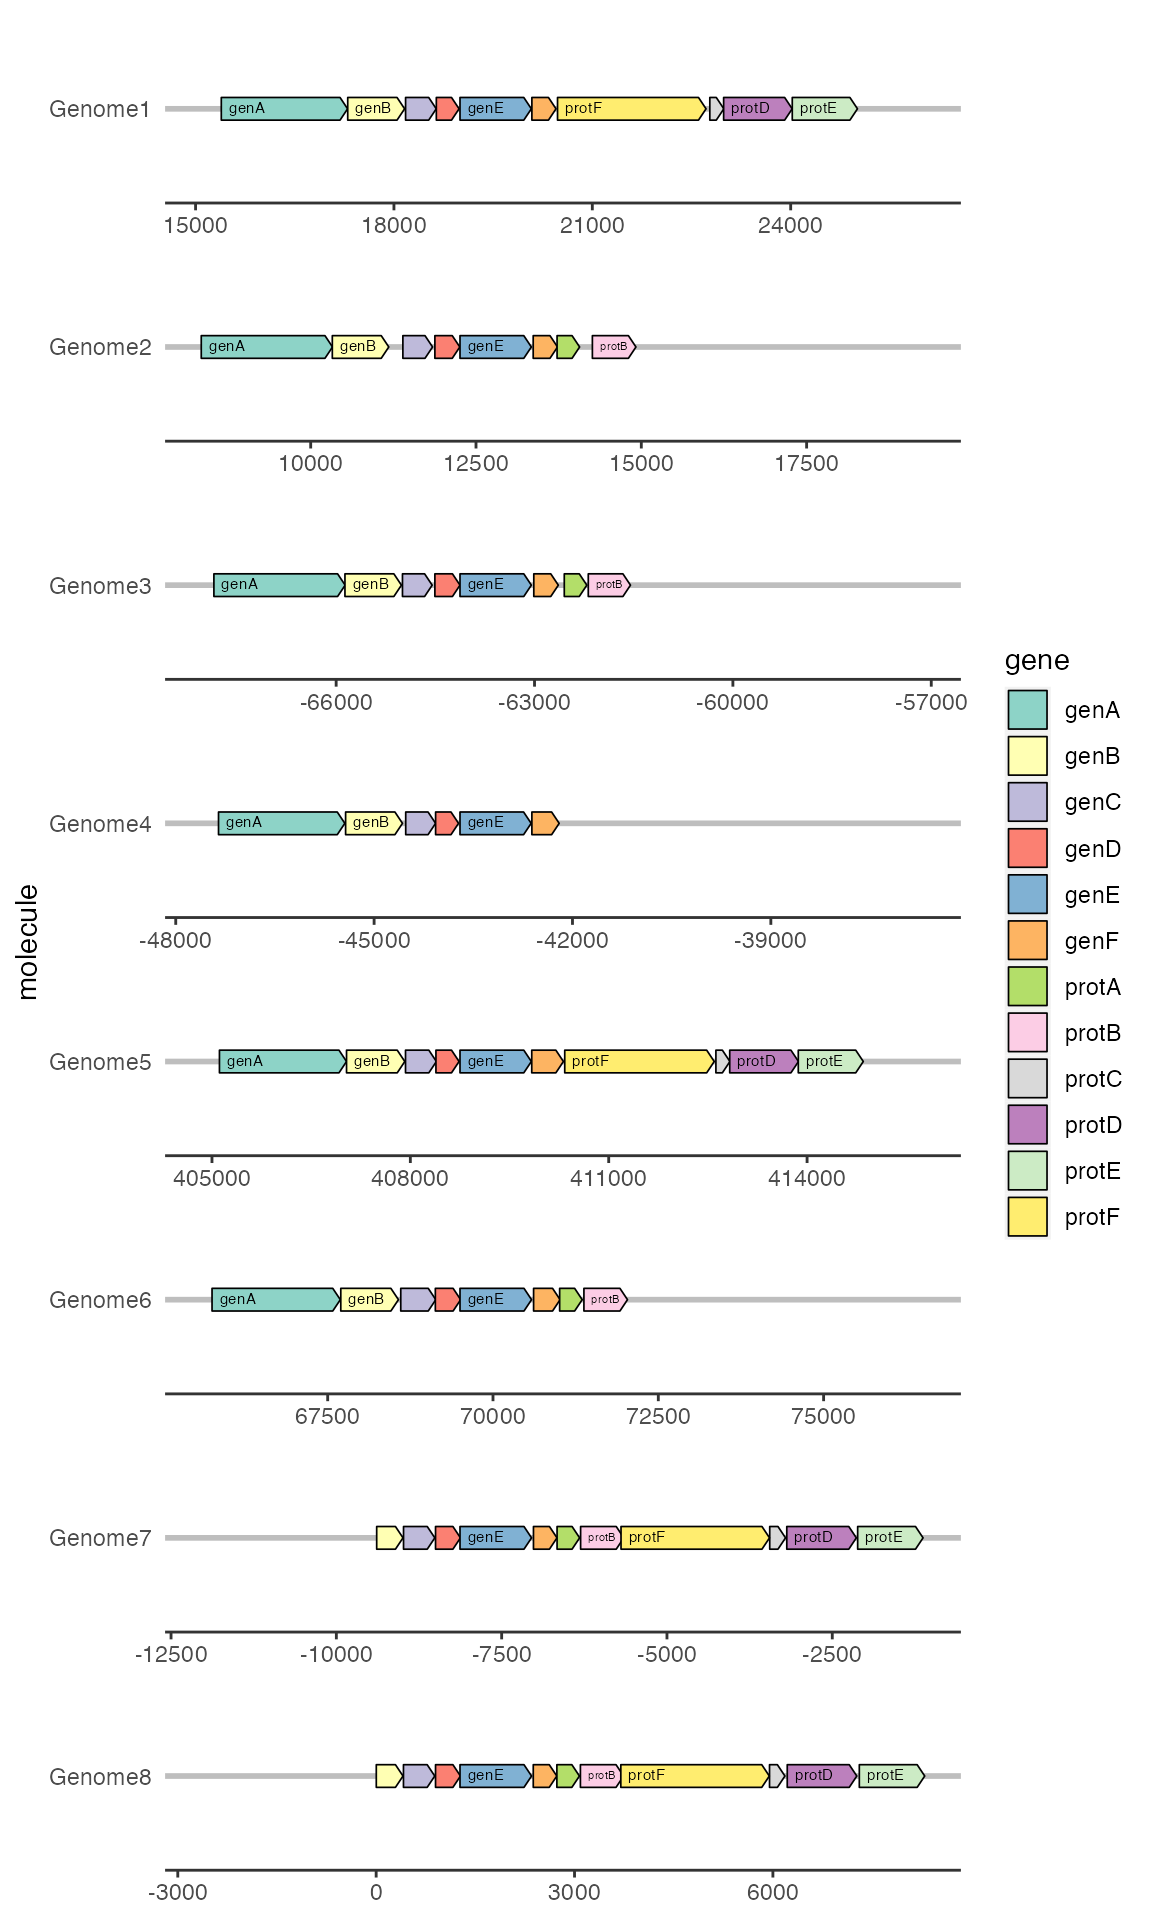 Genome1 genA genB genE protF protD protE
15000 18000 21000 24000
Genome2 genA genB genE protB
10000 12500 15000 17500
Genome3 genA genB genE protB
-66000 -63000 -60000 -57000
Genome4 genA genB genE
-48000 -45000 -42000 -39000
Genome5 genA genB genE protF protD protE
405000 408000 411000 414000
Genome6 genA genB genE protB
67500 70000 72500 75000
Genome7 genE protB protF protD protE
-12500 -10000 -7500 -5000 -2500
Genome8 genE protB protF protD protE
-3000 0 3000 6000
molecule
gene
genA
genB
genC
genD
genE
genF
protA
protB
protC
protD
protE
protF